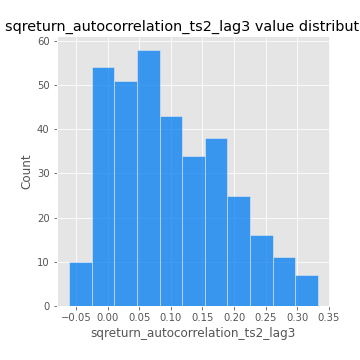 sqreturn_autocorrelation_ts2_lag3 value distribut
60
50
40
30
20
10
0
Count
−0.05 0.00 0.05 0.10 0.15 0.20 0.25 0.30 0.35
sqreturn_autocorrelation_ts2_lag3